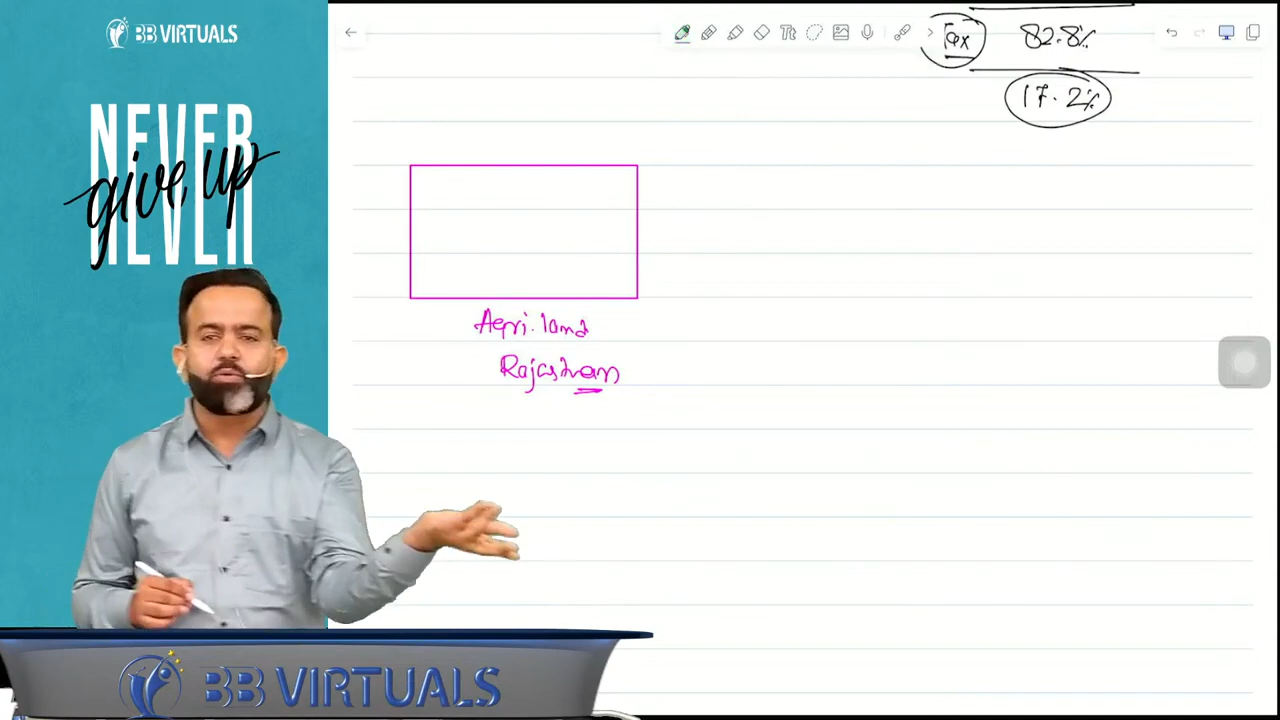 BB VIRTUALS
NEVER
give up
NEVER
Tax 82.8%
17.2%
Agri. land
Rajasthan
BB VIRTUALS